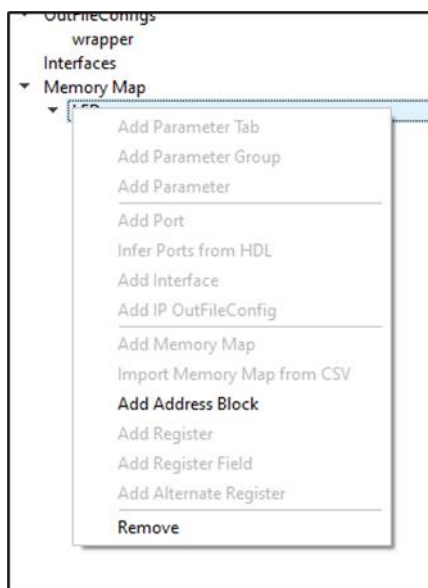 OutFileConfigs
wrapper
Interfaces
Memory Map
Add Parameter Tab
Add Parameter Group
Add Parameter
Add Port
Infer Ports from HDL
Add Interface
Add IP OutFileConfig
Add Memory Map
Import Memory Map from CSV
Add Address Block
Add Register
Add Register Field
Add Alternate Register
Remove